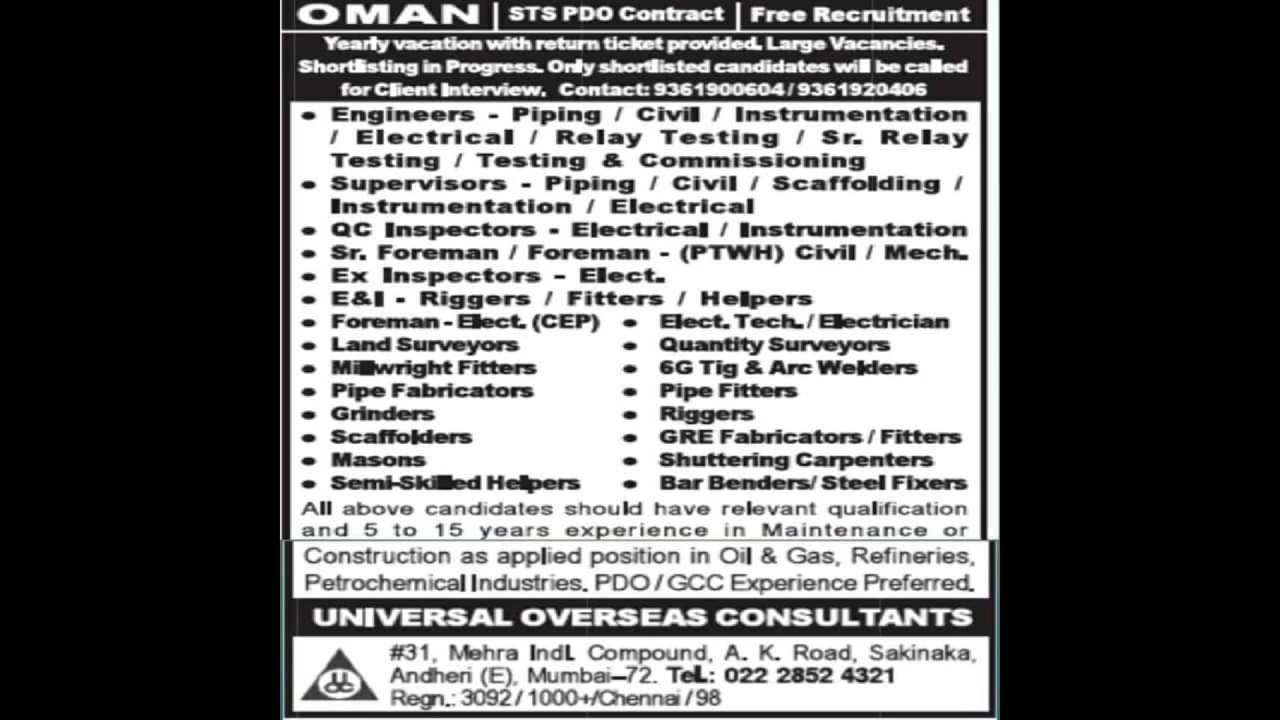 OMAN | STS PDO Contract | Free Recruitment
Yearly vacation with return ticket provided. Large Vacancies.
Shortlisting in Progress. Only shortlisted candidates will be called
for Client Interview. Contact: 9361900604 / 9361920406
• Engineers - Piping / Civil / Instrumentation
/ Electrical / Relay Testing / Sr. Relay
Testing / Testing & Commissioning
• Supervisors - Piping / Civil / Scaffolding /
Instrumentation / Electrical
• QC Inspectors - Electrical / Instrumentation
• Sr. Foreman / Foreman - (PTWH) Civil / Mech.
• Ex Inspectors - Elect.
• E&I - Riggers / Fitters / Helpers
• Foreman - Elect. (CEP) • Elect. Tech. / Electrician
• Land Surveyors • Quantity Surveyors
• Millwright Fitters • 6G Tig & Arc Welders
• Pipe Fabricators • Pipe Fitters
• Grinders • Riggers
• Scaffolders • GRE Fabricators / Fitters
• Masons • Shuttering Carpenters
• Semi-Skilled Helpers • Bar Benders/ Steel Fixers
All above candidates should have relevant qualification
and 5 to 15 years experience in Maintenance or
Construction as applied position in Oil & Gas, Refineries,
Petrochemical Industries. PDO / GCC Experience Preferred.
UNIVERSAL OVERSEAS CONSULTANTS
UOC
#31, Mehra Indl. Compound, A. K. Road, Sakinaka,
Andheri (E), Mumbai–72. Tel.: 022 2852 4321
Regn.: 3092 / 1000+/Chennai / 98